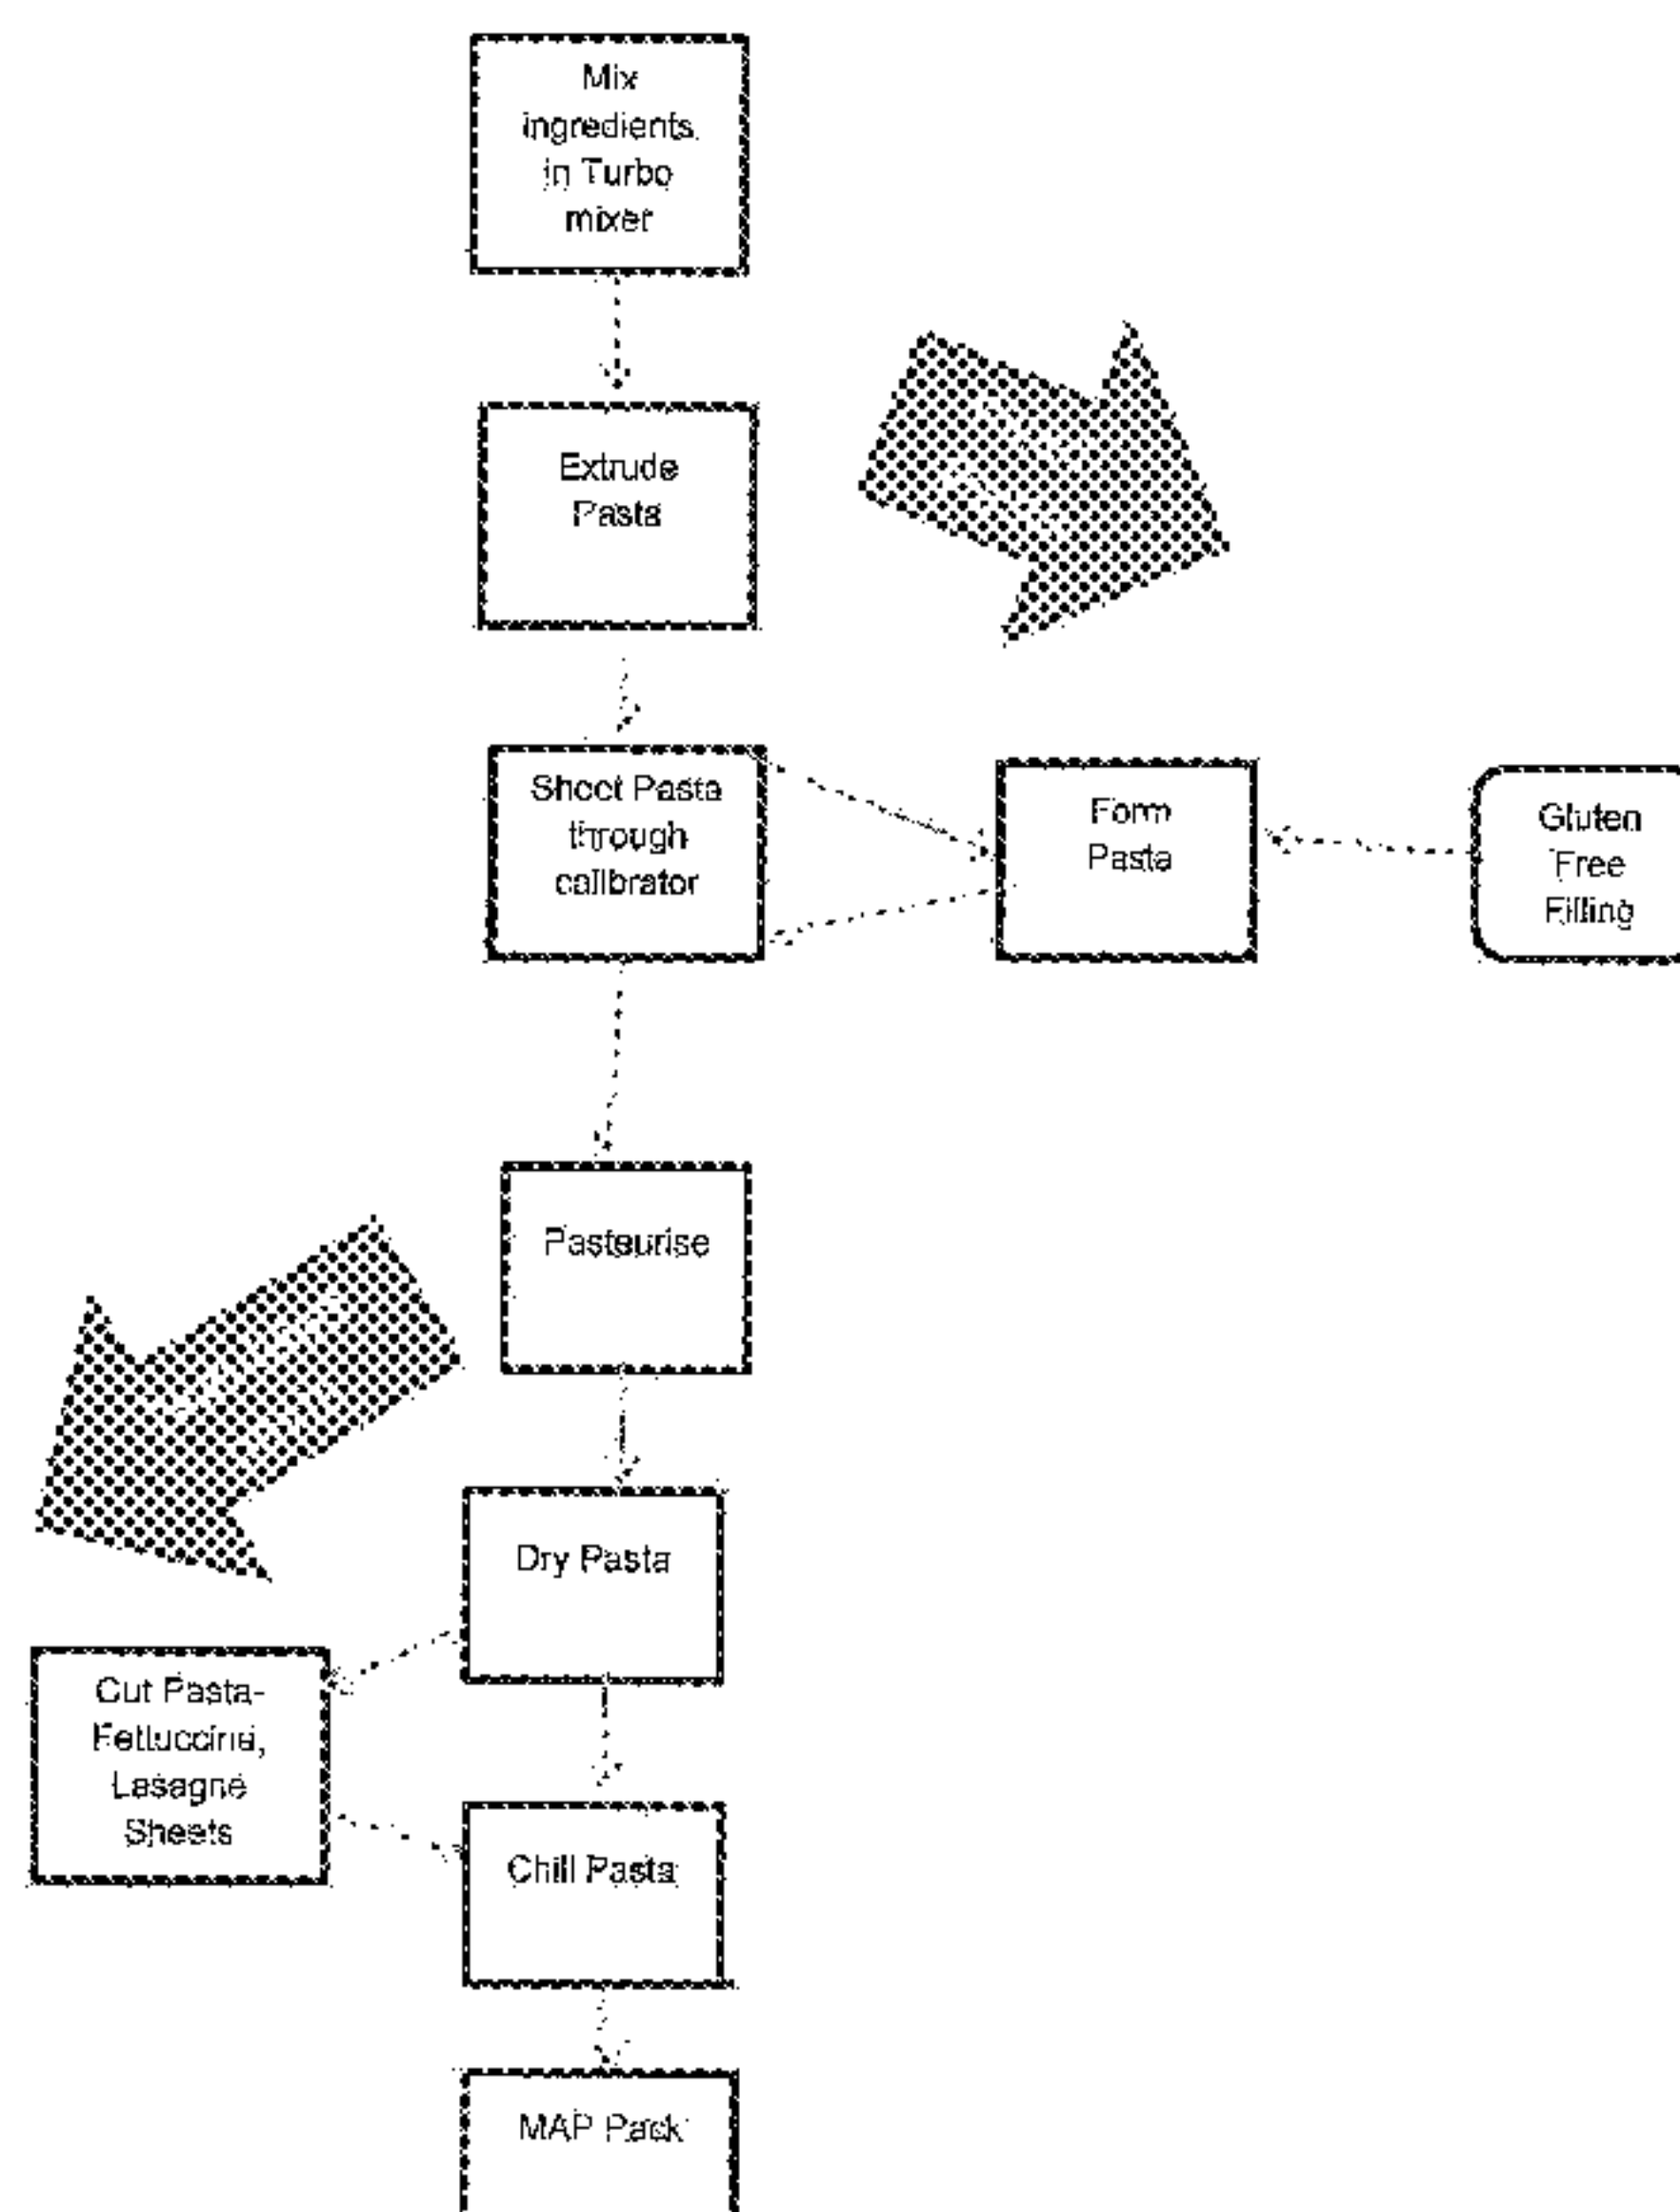 Mix
ingredients
in Turbo
mixer
Extrude
Pasta
Sheet Pasta
through
calibrator
Form
Pasta
Gluten
Free
Filling
Pasteurise
Dry Pasta
Cut Pasta-
Fettuccine,
Lasagne
Sheets
Chill Pasta
MAP Pack